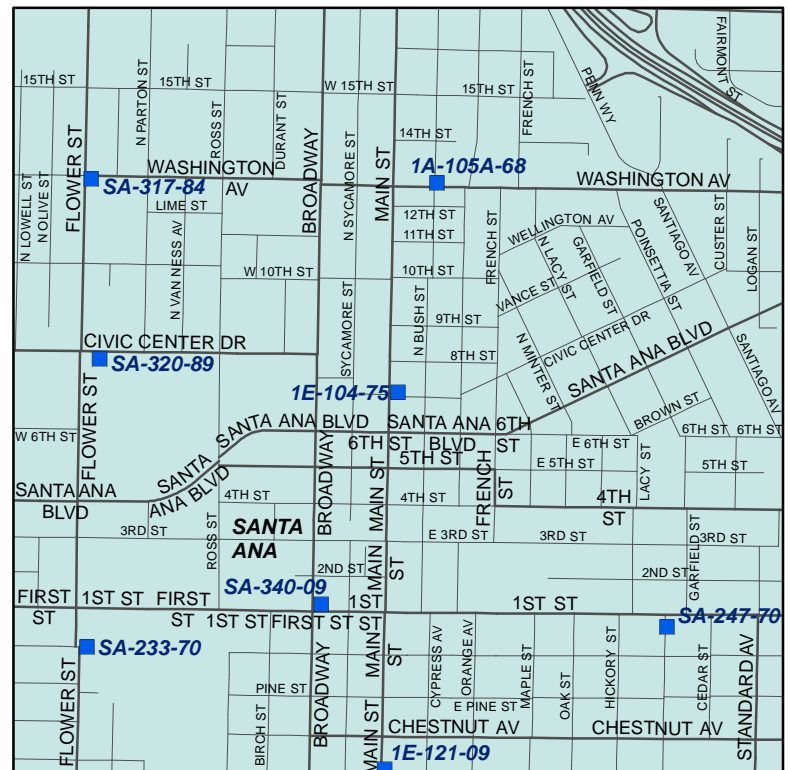 FAIRMONT ST
15TH ST
N PARTON ST
15TH ST
W 15TH ST
15TH ST
FRENCH ST
PENN WY
ROSS ST
DURANT ST
BROADWAY
N SYCAMORE ST
MAIN ST
14TH ST
1A-105A-68
WASHINGTON AV
WASHINGTON AV
SA-317-84
FLOWER ST
N LOWELL ST
N OLIVE ST
LIME ST
N VAN NESS AV
12TH ST
11TH ST
FRENCH ST
WELLINGTON AV
N LACY ST
GARFIELD ST
POINSETTIA ST
SANTIAGO AV
CUSTER ST
LOGAN ST
W 10TH ST
10TH ST
VANCE ST
SYCAMORE ST
N BUSH ST
9TH ST
8TH ST
N MINTER ST
CIVIC CENTER DR
SANTA ANA BLVD
SANTIAGO AV
CIVIC CENTER DR
SA-320-89
1E-104-75
FLOWER ST
BROWN ST
W 6TH ST
SANTA ANA BLVD
SANTA ANA BLVD
SANTA ANA BLVD
6TH ST
6TH ST
E 6TH ST
6TH ST
6TH ST
BROADWAY
MAIN ST
5TH ST
E 5TH ST
5TH ST
LACY ST
FRENCH ST
SANTA ANA BLVD
4TH ST
4TH ST
4TH ST
3RD ST
ROSS ST
SANTA
ANA
E 3RD ST
3RD ST
3RD ST
GARFIELD ST
2ND ST
2ND ST
MAIN ST
SA-340-09
FIRST ST
1ST ST
FIRST ST
1ST ST
FIRST ST
1ST ST
1ST ST
SA-247-70
SA-233-70
FLOWER ST
BROADWAY
MAIN ST
CYPRESS AV
ORANGE AV
MAPLE ST
OAK ST
HICKORY ST
CEDAR ST
STANDARD AV
PINE ST
E PINE ST
BIRCH ST
CHESTNUT AV
CHESTNUT AV
1E-121-09